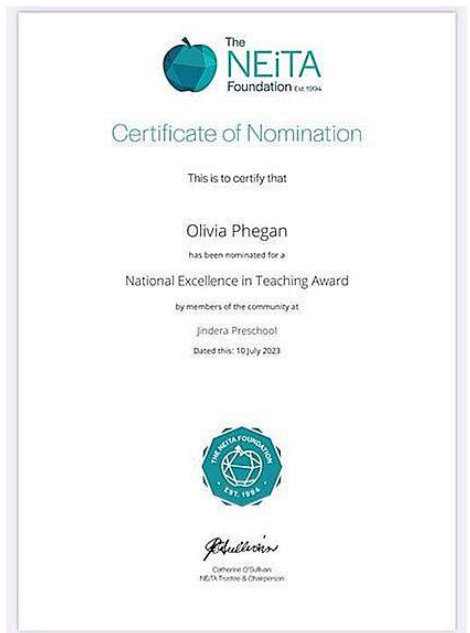 The
NEiTA
Foundation Est 1994
Certificate of Nomination
This is to certify that
Olivia Phegan
has been nominated for a
National Excellence in Teaching Award
by members of the community at
Jindera Preschool
Dated this: 10 July 2023
THE NEITA FOUNDATION
EST. 1994
COSullivan
Catherine O'Sullivan
NEiTA Trustee & Chairperson